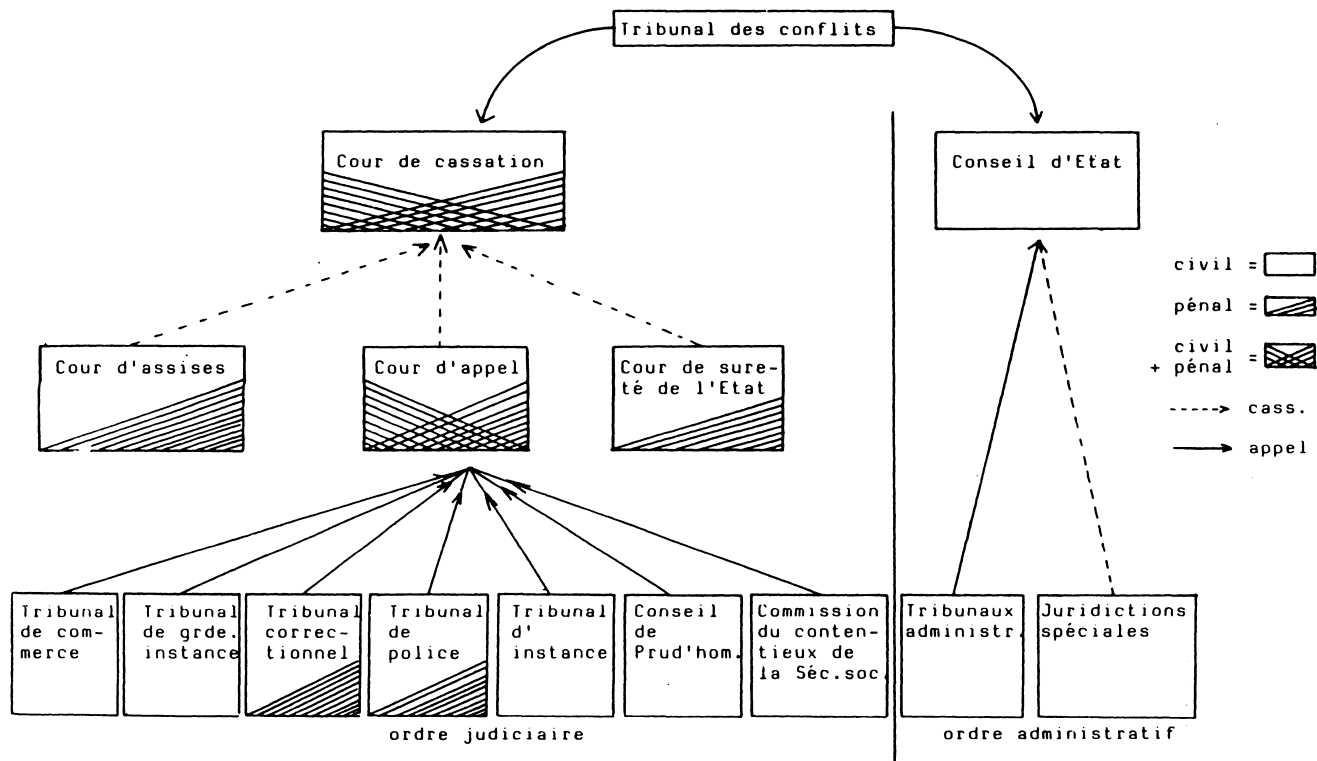 Tribunal des conflits
Cour de cassation
Conseil d'Etat
civil =
pénal =
civil
+ pénal =
cass.
appel
Cour d'assises
Cour d'appel
Cour de sure-
té de l'Etat
Tribunal
de com-
merce
Tribunal
de grde.
instance
Tribunal
correc-
tionnel
Tribunal
de
police
Tribunal
d'
instance
Conseil
de
Prud'hom.
Commission
du conten-
tieux de
la Séc.soc.
Tribunaux
administr.
Juridictions
spéciales
ordre judiciaire
ordre administratif